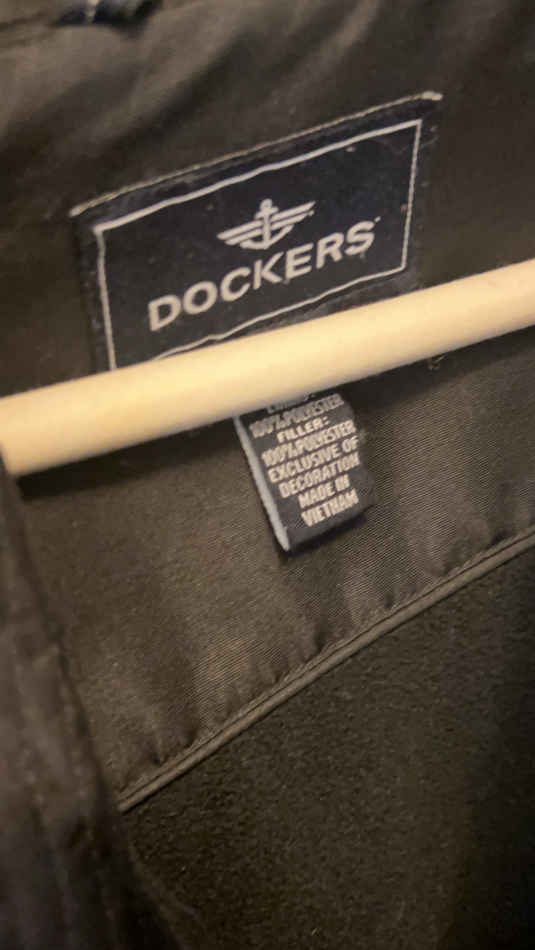 DOCKERS
100% POLYESTER
FILLER:
100% POLYESTER
EXCLUSIVE OF
DECORATION
MADE IN
VIETNAM